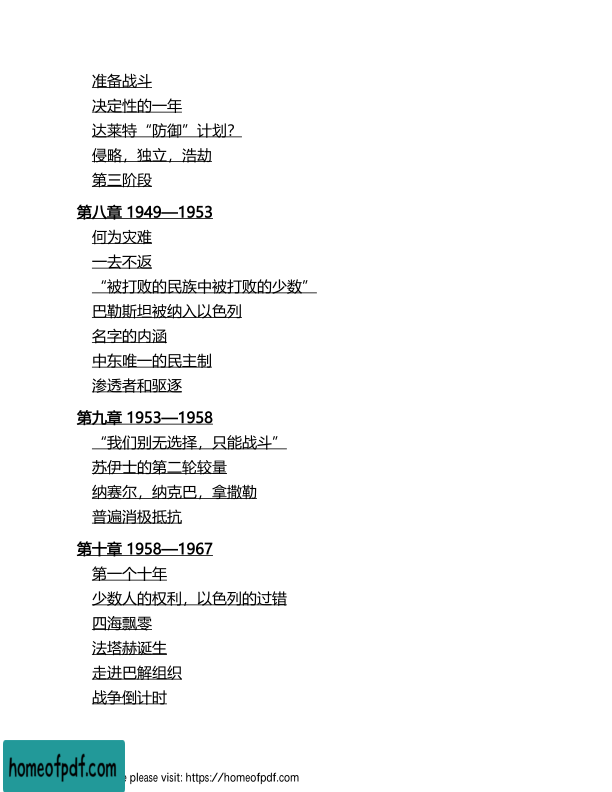 准备战斗
决定性的一年
达莱特“防御”计划？
侵略，独立，浩劫
第三阶段
第八章 1949—1953
何为灾难
一去不返
“被打败的民族中被打败的少数”
巴勒斯坦被纳入以色列
名字的内涵
中东唯一的民主制
渗透者和驱逐
第九章 1953—1958
“我们别无选择，只能战斗”
苏伊士的第二轮较量
纳赛尔，纳克巴，拿撒勒
普遍消极抵抗
第十章 1958—1967
第一个十年
少数人的权利，以色列的过错
四海飘零
法塔赫诞生
走进巴解组织
战争倒计时
homeofpdf.com
e please visit: https://homeofpdf.com